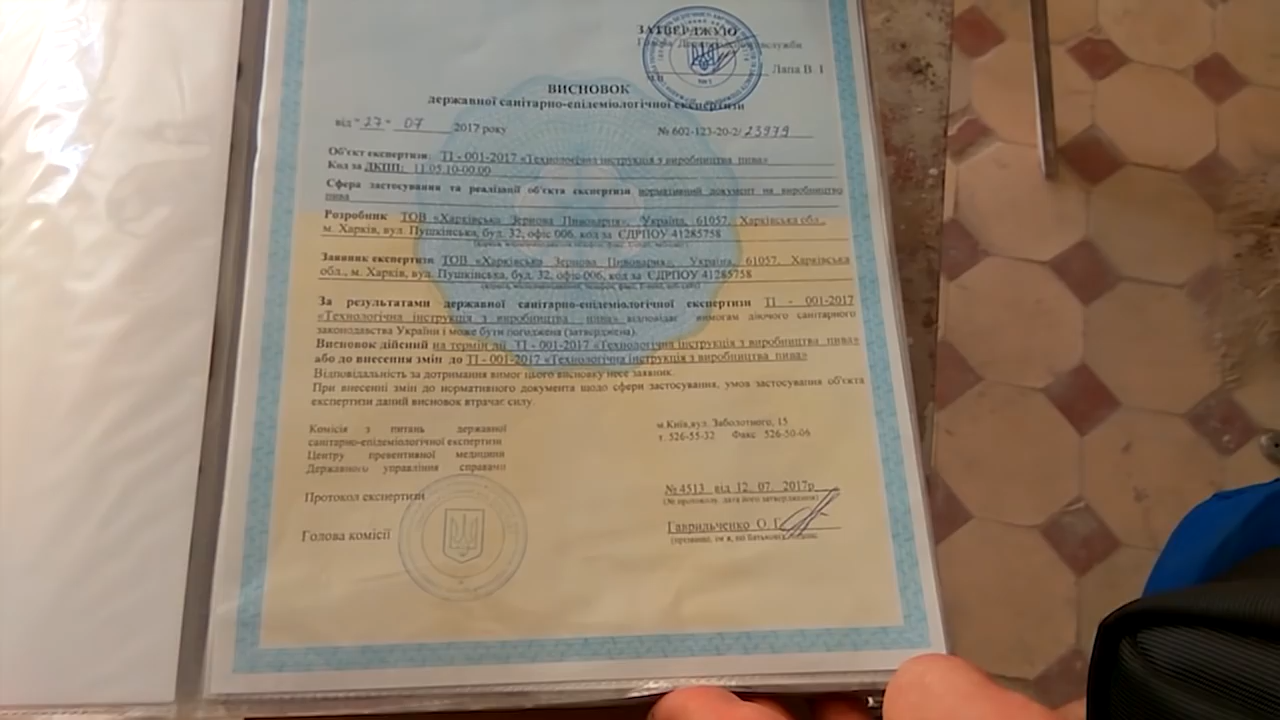 ЗАТВЕРДЖУЮ
Лапа В. І
ВИСНОВОК
державної санітарно-епідеміологічної експертизи
від "27" 07 2017 року
№ 602-123-20-2/23979
Об'єкт експертизи: ТІ - 001-2017 «Технологічна інструкція з виробництва пива»
Код за ДКПП: 11.05.10-00.00
Сфера застосування та реалізації об'єкта експертизи нормативний документ на виробництво
пива
Розробник ТОВ «Харківська Зернова Пивоварня», Україна, 61057, Харківська обл.,
м. Харків, вул. Пушкінська, буд. 32, офіс 006, код за ЄДРПОУ 41285758
Заявник експертизи ТОВ «Харківська Зернова Пивоварня», Україна, 61057, Харківська
обл., м. Харків, вул. Пушкінська, буд. 32, офіс 006, код за ЄДРПОУ 41285758
За результатами державної санітарно-епідеміологічної експертизи ТІ - 001-2017
«Технологічна інструкція з виробництва пива» відповідає вимогам діючого санітарного
законодавства України і може бути погоджена (затверджена).
Висновок дійсний на термін дії ТІ - 001-2017 «Технологічна інструкція з виробництва пива»
або до внесення змін до ТІ - 001-2017 «Технологічна інструкція з виробництва пива»
Відповідальність за дотримання вимог цього висновку несе заявник.
При внесенні змін до нормативного документа щодо сфери застосування, умов застосування об'єкта
експертизи даний висновок втрачає силу.
Комісія з питань державної
санітарно-епідеміологічної експертизи
Центру превентивної медицини
Державного управління справами
м.Київ,вул. Заболотного, 15
т. 526-55-32 Факс 526-50-06
Протокол експертизи
№ 4513 від 12. 07. 2017р.
(№ протоколу, дата його затвердження)
Голова комісії
Гаврильченко О. Г.
(прізвище, ім'я, по батькові,